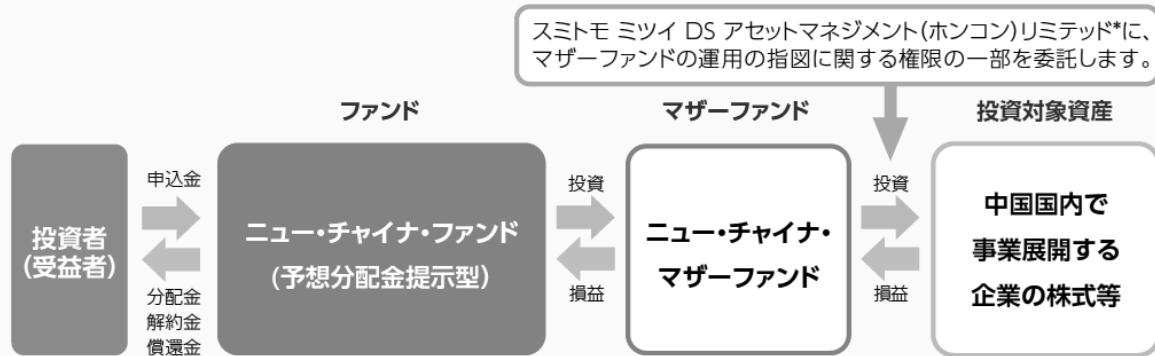 スミトモ ミツイ DS アセットマネジメント(ホンコン)リミテッド*に、
マザーファンドの運用の指図に関する権限の一部を委託します。
ファンド
マザーファンド
投資対象資産
投資者
(受益者)
申込金
分配金
解約金
償還金
ニュー・チャイナ・ファンド
(予想分配金提示型)
投資
損益
ニュー・チャイナ・
マザーファンド
投資
損益
中国国内で
事業展開する
企業の株式等